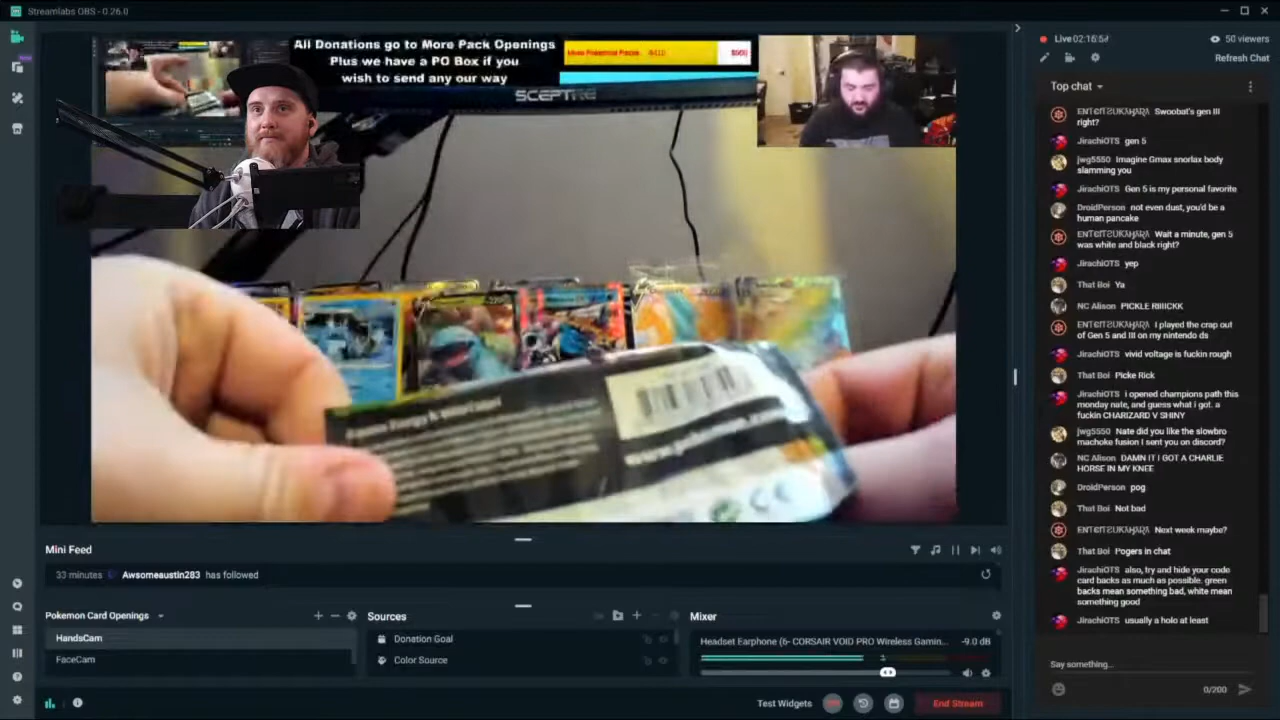 Streamlabs OBS - 0.26.0
All Donations go to More Pack Openings
Plus we have a PO Box if you
wish to send any our way
SCEPTRE
Live
50 viewers
Refresh Chat
Top chat
Swoobat's gen III
right?
JirachiOTS gen 5
jwg5550 Imagine Gmax snorlax body
slamming you
JirachiOTS Gen 5 is my personal favorite
DroidPerson not even dust, you'd be a
human pancake
Wait a minute, gen 5
was white and black right?
JirachiOTS yep
That Boi Ya
NC Alison PICKLE RIIICKK
I played the crap out
of Gen 5 and III on my nintendo ds
JirachiOTS vivid voltage is fuckin rough
That Boi Picke Rick
JirachiOTS i opened champions path this
monday nate, and guess what i got. a
fuckin CHARIZARD V SHINY
jwg5550 Nate did you like the slowbro
machoke fusion I sent you on discord?
NC Alison DAMN IT I GOT A CHARLIE
HORSE IN MY KNEE
DroidPerson pog
That Boi Not bad
Next week maybe?
That Boi Pogers in chat
JirachiOTS also, try and hide your code
card backs as much as possible. green
backs mean something bad, white mean
something good
JirachiOTS usually a holo at least
Say something...
0/200
Mini Feed
33 minutes Awsomeaustin283 has followed
Pokemon Card Openings
HandsCam
FaceCam
Sources
Donation Goal
Color Source
Mixer
Headset Earphone (6- CORSAIR VOID PRO Wireless Gamin... -9.0 dB
Test Widgets
End Stream